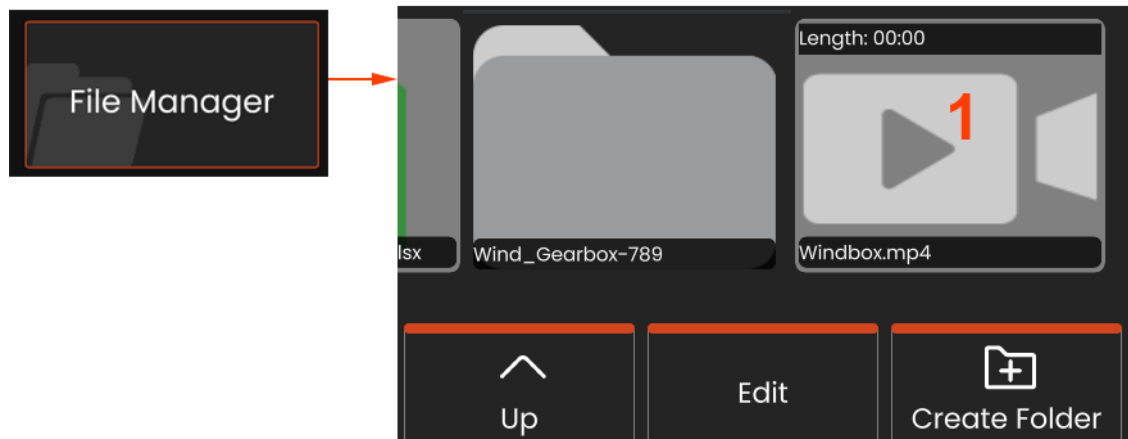 File Manager
Length: 00:00
1
lsx
Wind_Gearbox-789
Windbox.mp4
Up
Edit
Create Folder